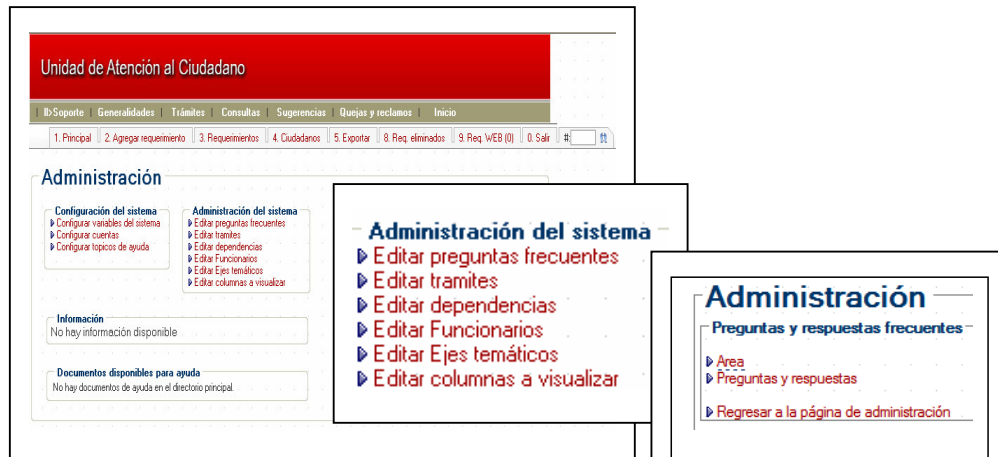 Unidad de Atención al Ciudadano
| Soporte | Generalidades | Trámites | Consultas | Sugerencias | Quejas y reclamos | Inicio
1. Principal 2. Agregar requerimiento 3. Requerimientos 4. Ciudadanos 5. Exportar 8. Req. eliminados 9. Req. WEB (0) 0. Salir #:
Administración
Configuración del sistema
Configurar variables del sistema
Configurar cuentas
Configurar topicos de ayuda
Administración del sistema
Editar preguntas frecuentes
Editar tramites
Editar dependencias
Editar Funcionarios
Editar Ejes temáticos
Editar columnas a visualizar
Información
No hay información disponible
Documentos disponibles para ayuda
No hay documentos de ayuda en el directorio principal.
Administración del sistema
Editar preguntas frecuentes
Editar tramites
Editar dependencias
Editar Funcionarios
Editar Ejes temáticos
Editar columnas a visualizar
Administración
Preguntas y respuestas frecuentes
Area
Preguntas y respuestas
Regresar a la página de administración